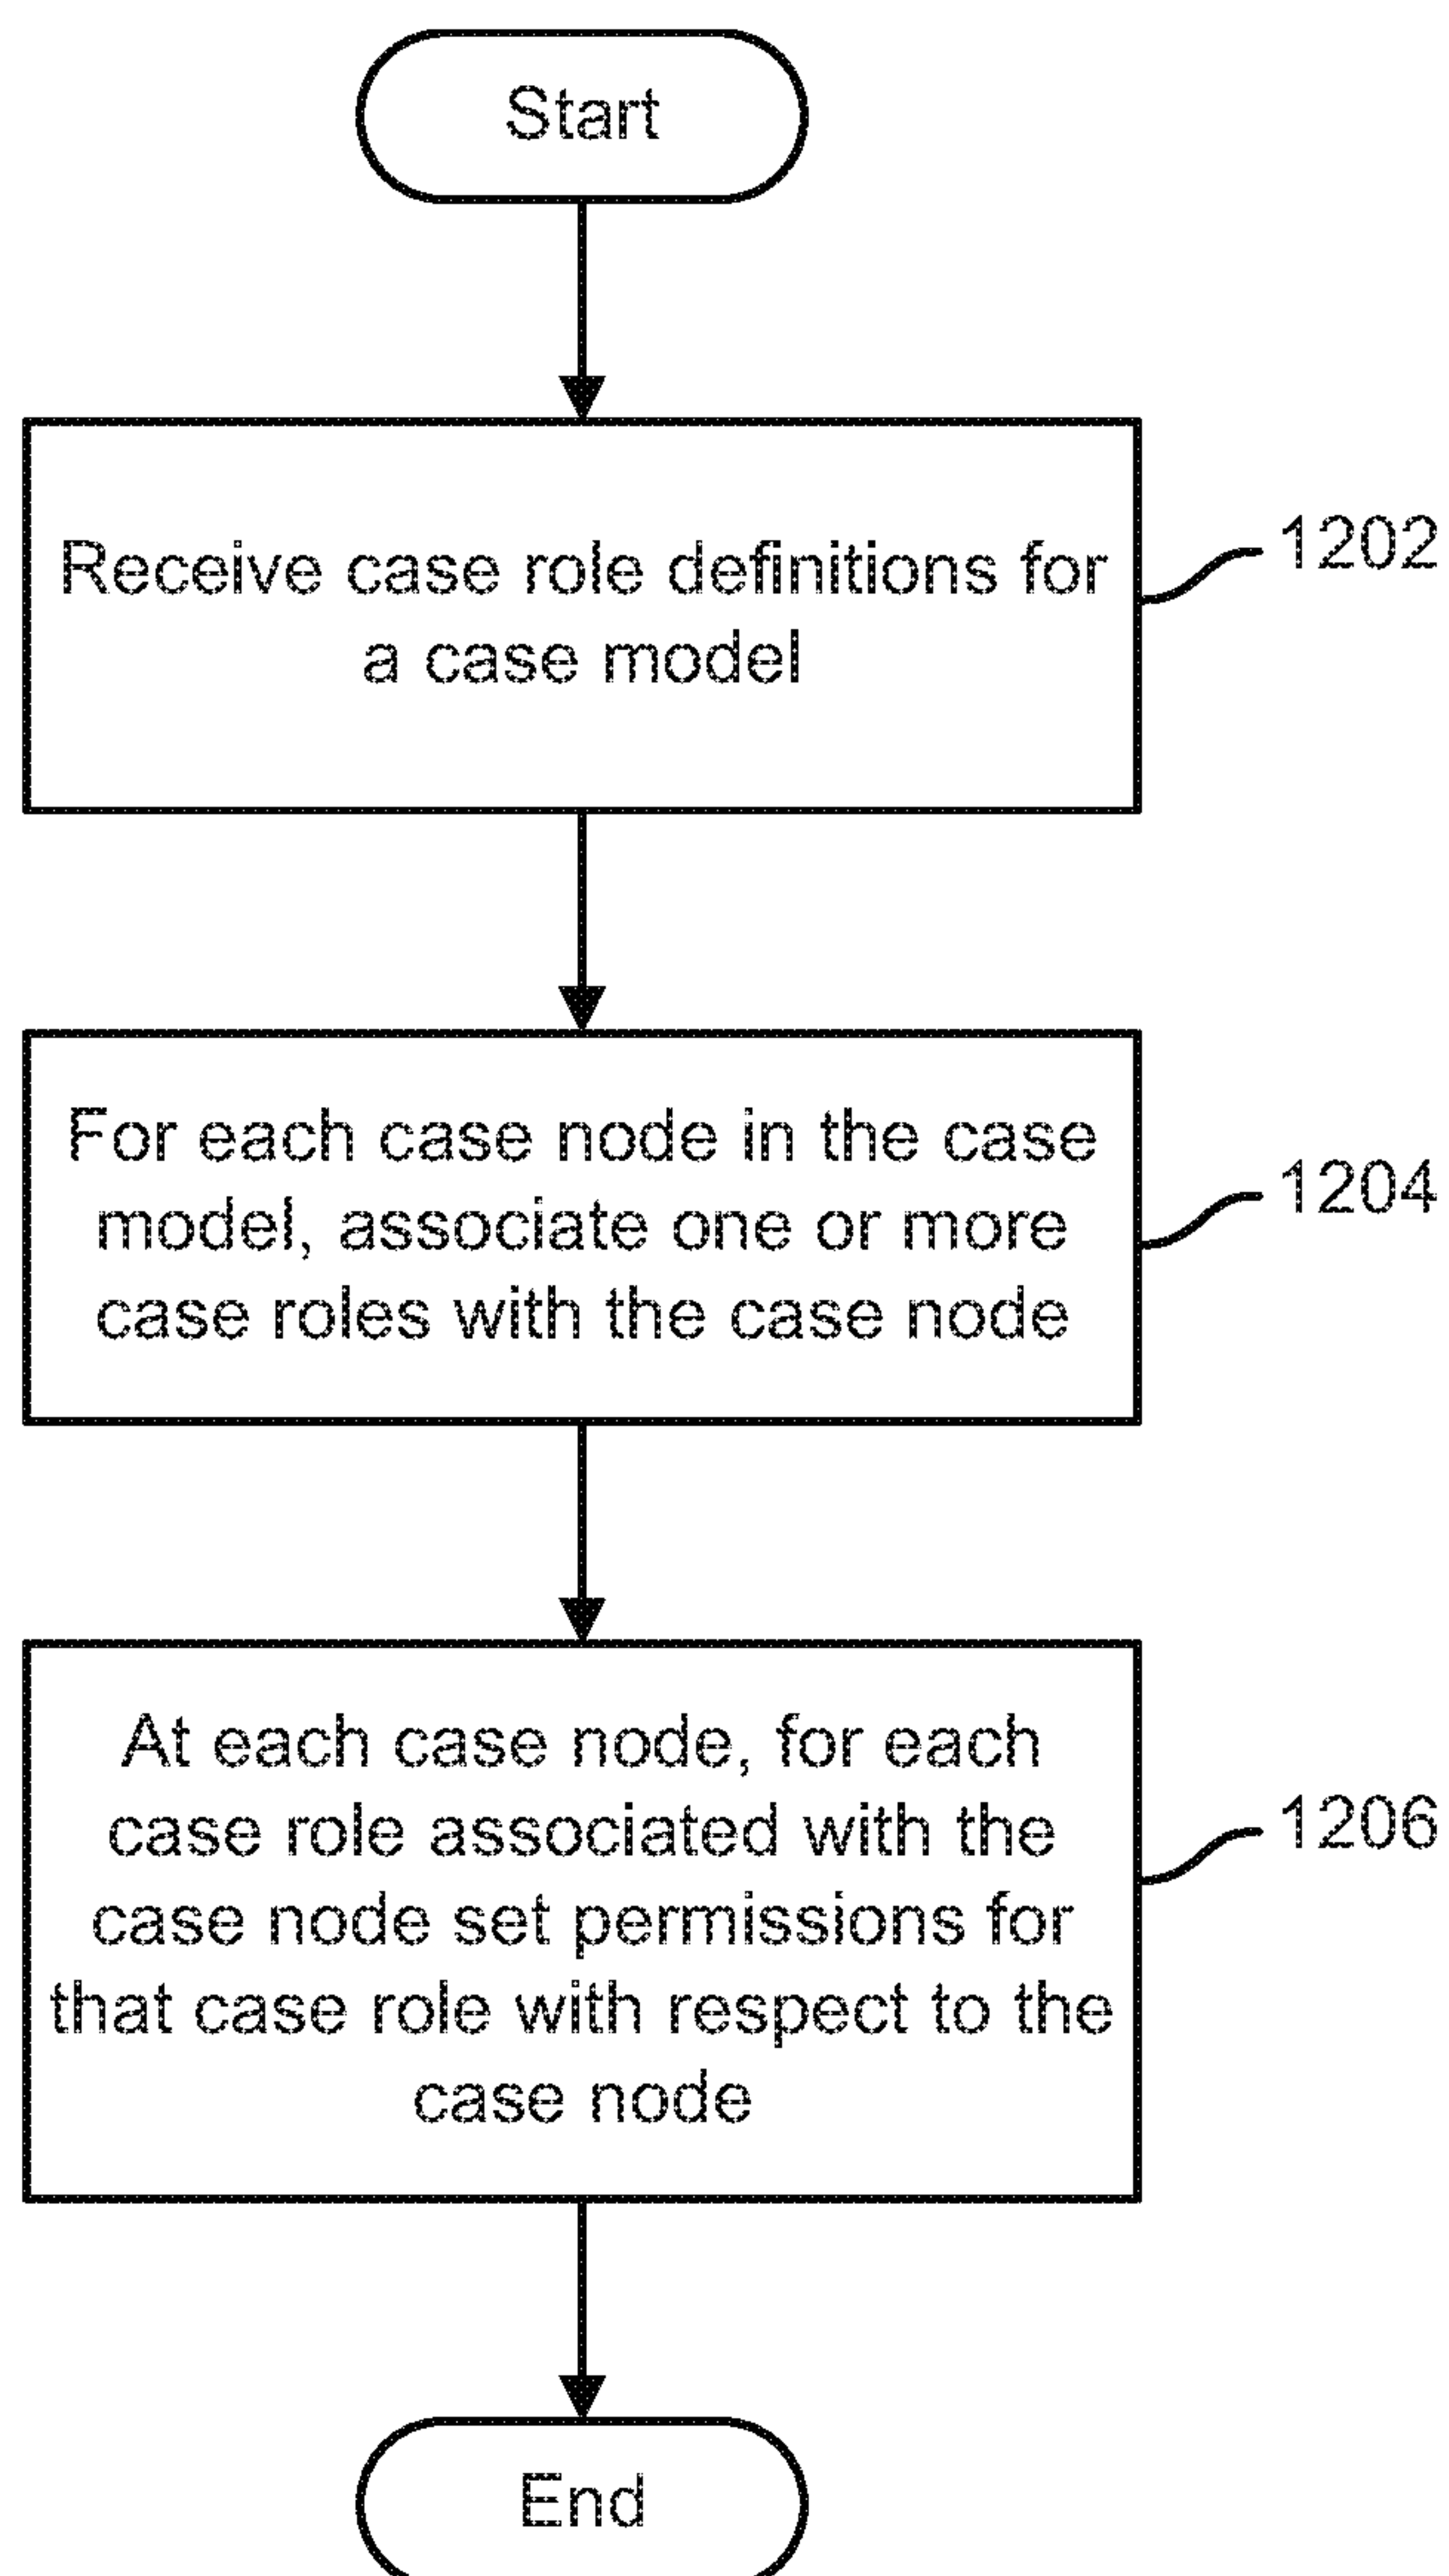 Start
Receive case role definitions for
a case model
1202
For each case node in the case
model, associate one or more
case roles with the case node
1204
At each case node, for each
case role associated with the
case node set permissions for
that case role with respect to the
case node
1206
End